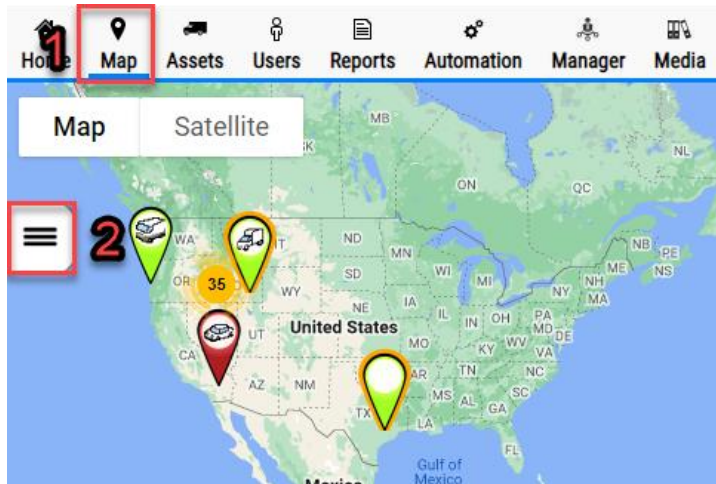 1
Home Map Assets Users Reports Automation Manager Media
Map Satellite
MB
NL
ON
QC
2
WA
ND
MN
NB
PE
OR
35
SD
WI
MI
ME
NS
WY
NY
NH
MA
NE
IA
IL
IN
OH
PA
MD
DE
UT
United States
MO
KY
WV
VA
CA
TN
NC
AZ
NM
AR
SC
MS
AL
GA
TX
LA
FL
Gulf of
Mexico
Mexico